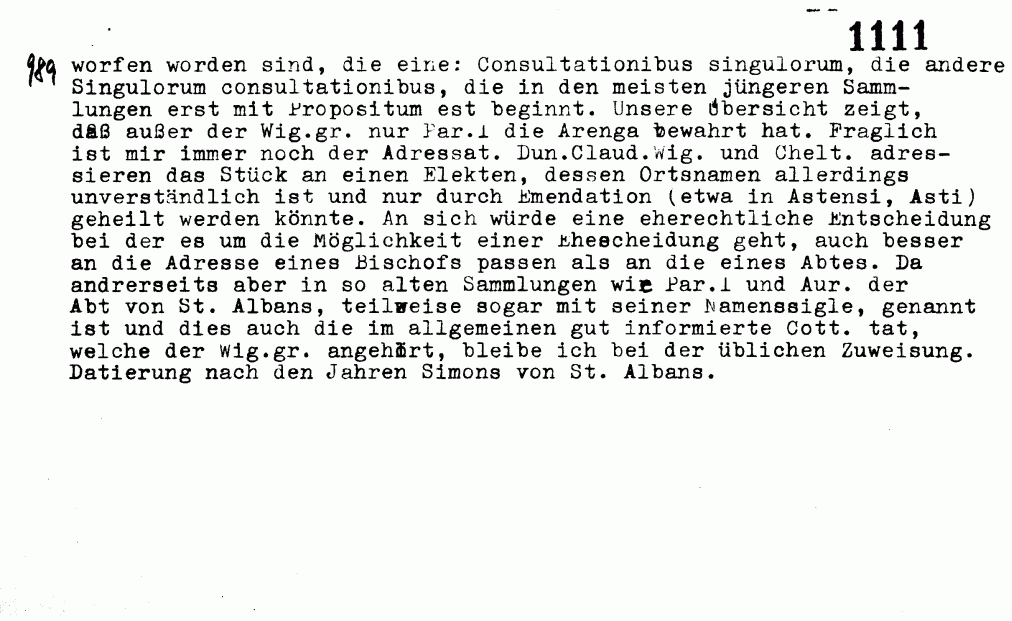 1111
989 worfen worden sind, die eine: Consultationibus singulorum, die andere
Singulorum consultationibus, die in den meisten jüngeren Samm-
lungen erst mit Propositum est beginnt. Unsere Übersicht zeigt,
daß außer der Wig.gr. nur Par.1 die Arenga bewahrt hat. Fraglich
ist mir immer noch der Adressat. Dun.Claud.Wig. und Chelt. adres-
sieren das Stück an einen Elekten, dessen Ortsnamen allerdings
unverständlich ist und nur durch Emendation (etwa in Astensi, Asti)
geheilt werden könnte. An sich würde eine eherechtliche Entscheidung
bei der es um die Möglichkeit einer Ehescheidung geht, auch besser
an die Adresse eines Bischofs passen als an die eines Abtes. Da
andrerseits aber in so alten Sammlungen wie Par.1 und Aur. der
Abt von St. Albans, teilweise sogar mit seiner Namenssigle, genannt
ist und dies auch die im allgemeinen gut informierte Cott. tat,
welche der Wig.gr. angehört, bleibe ich bei der üblichen Zuweisung.
Datierung nach den Jahren Simons von St. Albans.